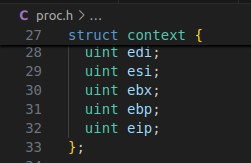 C proc.h > ...
27 struct context {
28 uint edi;
29 uint esi;
30 uint ebx;
31 uint ebp;
32 uint eip;
33 };